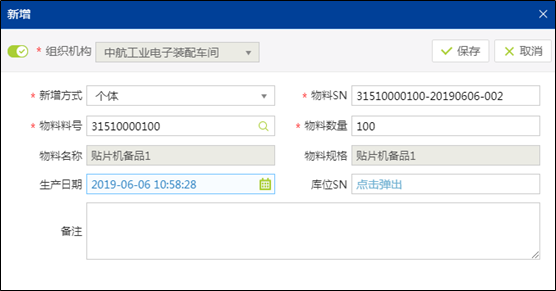 新增
* 组织机构 中航工业电子装配车间 保存 取消
* 新增方式 个体 * 物料SN 31510000100-20190606-002
* 物料料号 31510000100 * 物料数量 100
物料名称 贴片机备品1 物料规格 贴片机备品1
生产日期 2019-06-06 10:58:28 库位SN 点击弹出
备注